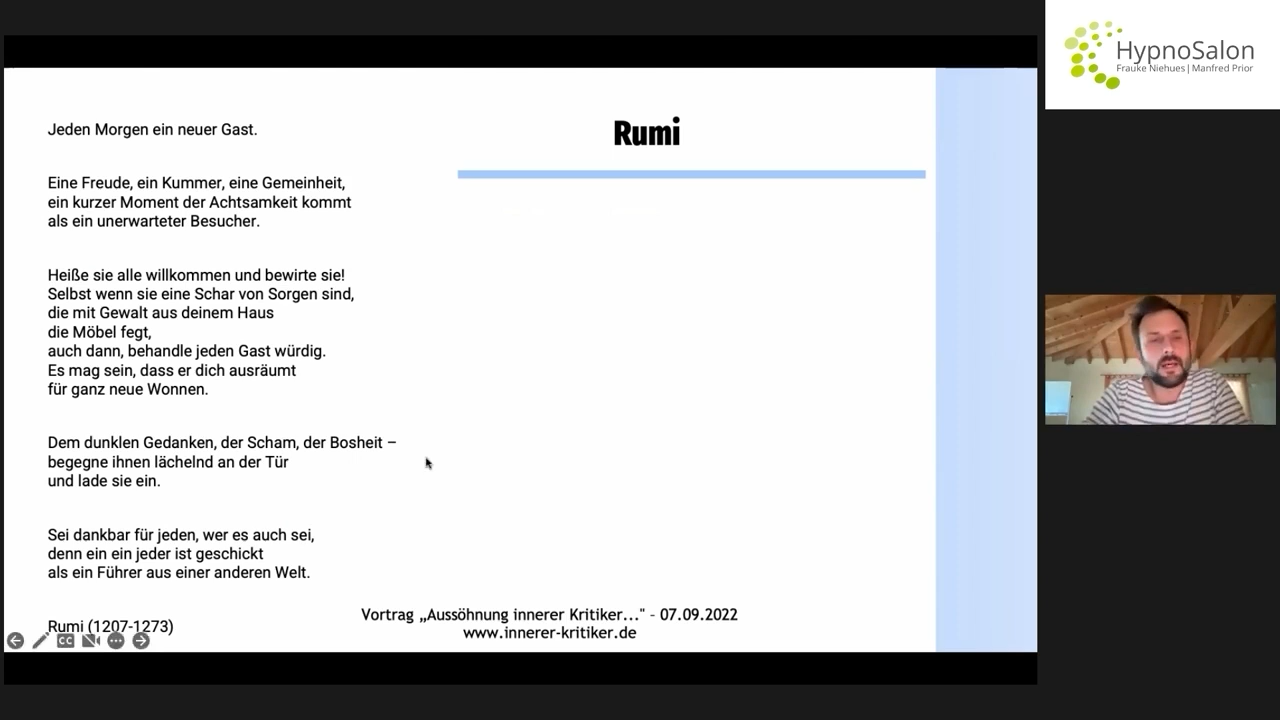 Jeden Morgen ein neuer Gast.
Eine Freude, ein Kummer, eine Gemeinheit,
ein kurzer Moment der Achtsamkeit kommt
als ein unerwarteter Besucher.
Heiße sie alle willkommen und bewirte sie!
Selbst wenn sie eine Schar von Sorgen sind,
die mit Gewalt aus deinem Haus
die Möbel fegt,
auch dann, behandle jeden Gast würdig.
Es mag sein, dass er dich ausräumt
für ganz neue Wonnen.
Dem dunklen Gedanken, der Scham, der Bosheit –
begegne ihnen lächelnd an der Tür
und lade sie ein.
Sei dankbar für jeden, wer es auch sei,
denn ein ein jeder ist geschickt
als ein Führer aus einer anderen Welt.
Rumi (1207-1273)
Rumi
Vortrag „Aussöhnung innerer Kritiker..." - 07.09.2022
www.innerer-kritiker.de
CC
HypnoSalon
Frauke Niehues | Manfred Prior